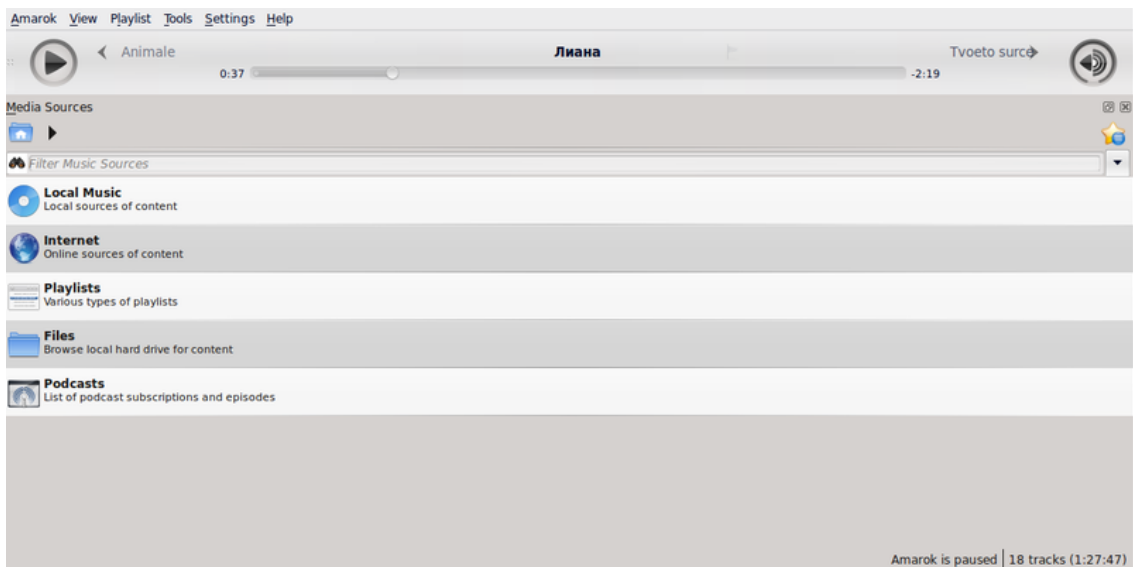 Amarok View Playlist Tools Settings Help
Animale Лиана Tvoeto surce
0:37 -2:19
Media Sources
Filter Music Sources
Local Music
Local sources of content
Internet
Online sources of content
Playlists
Various types of playlists
Files
Browse local hard drive for content
Podcasts
List of podcast subscriptions and episodes
Amarok is paused 18 tracks (1:27:47)